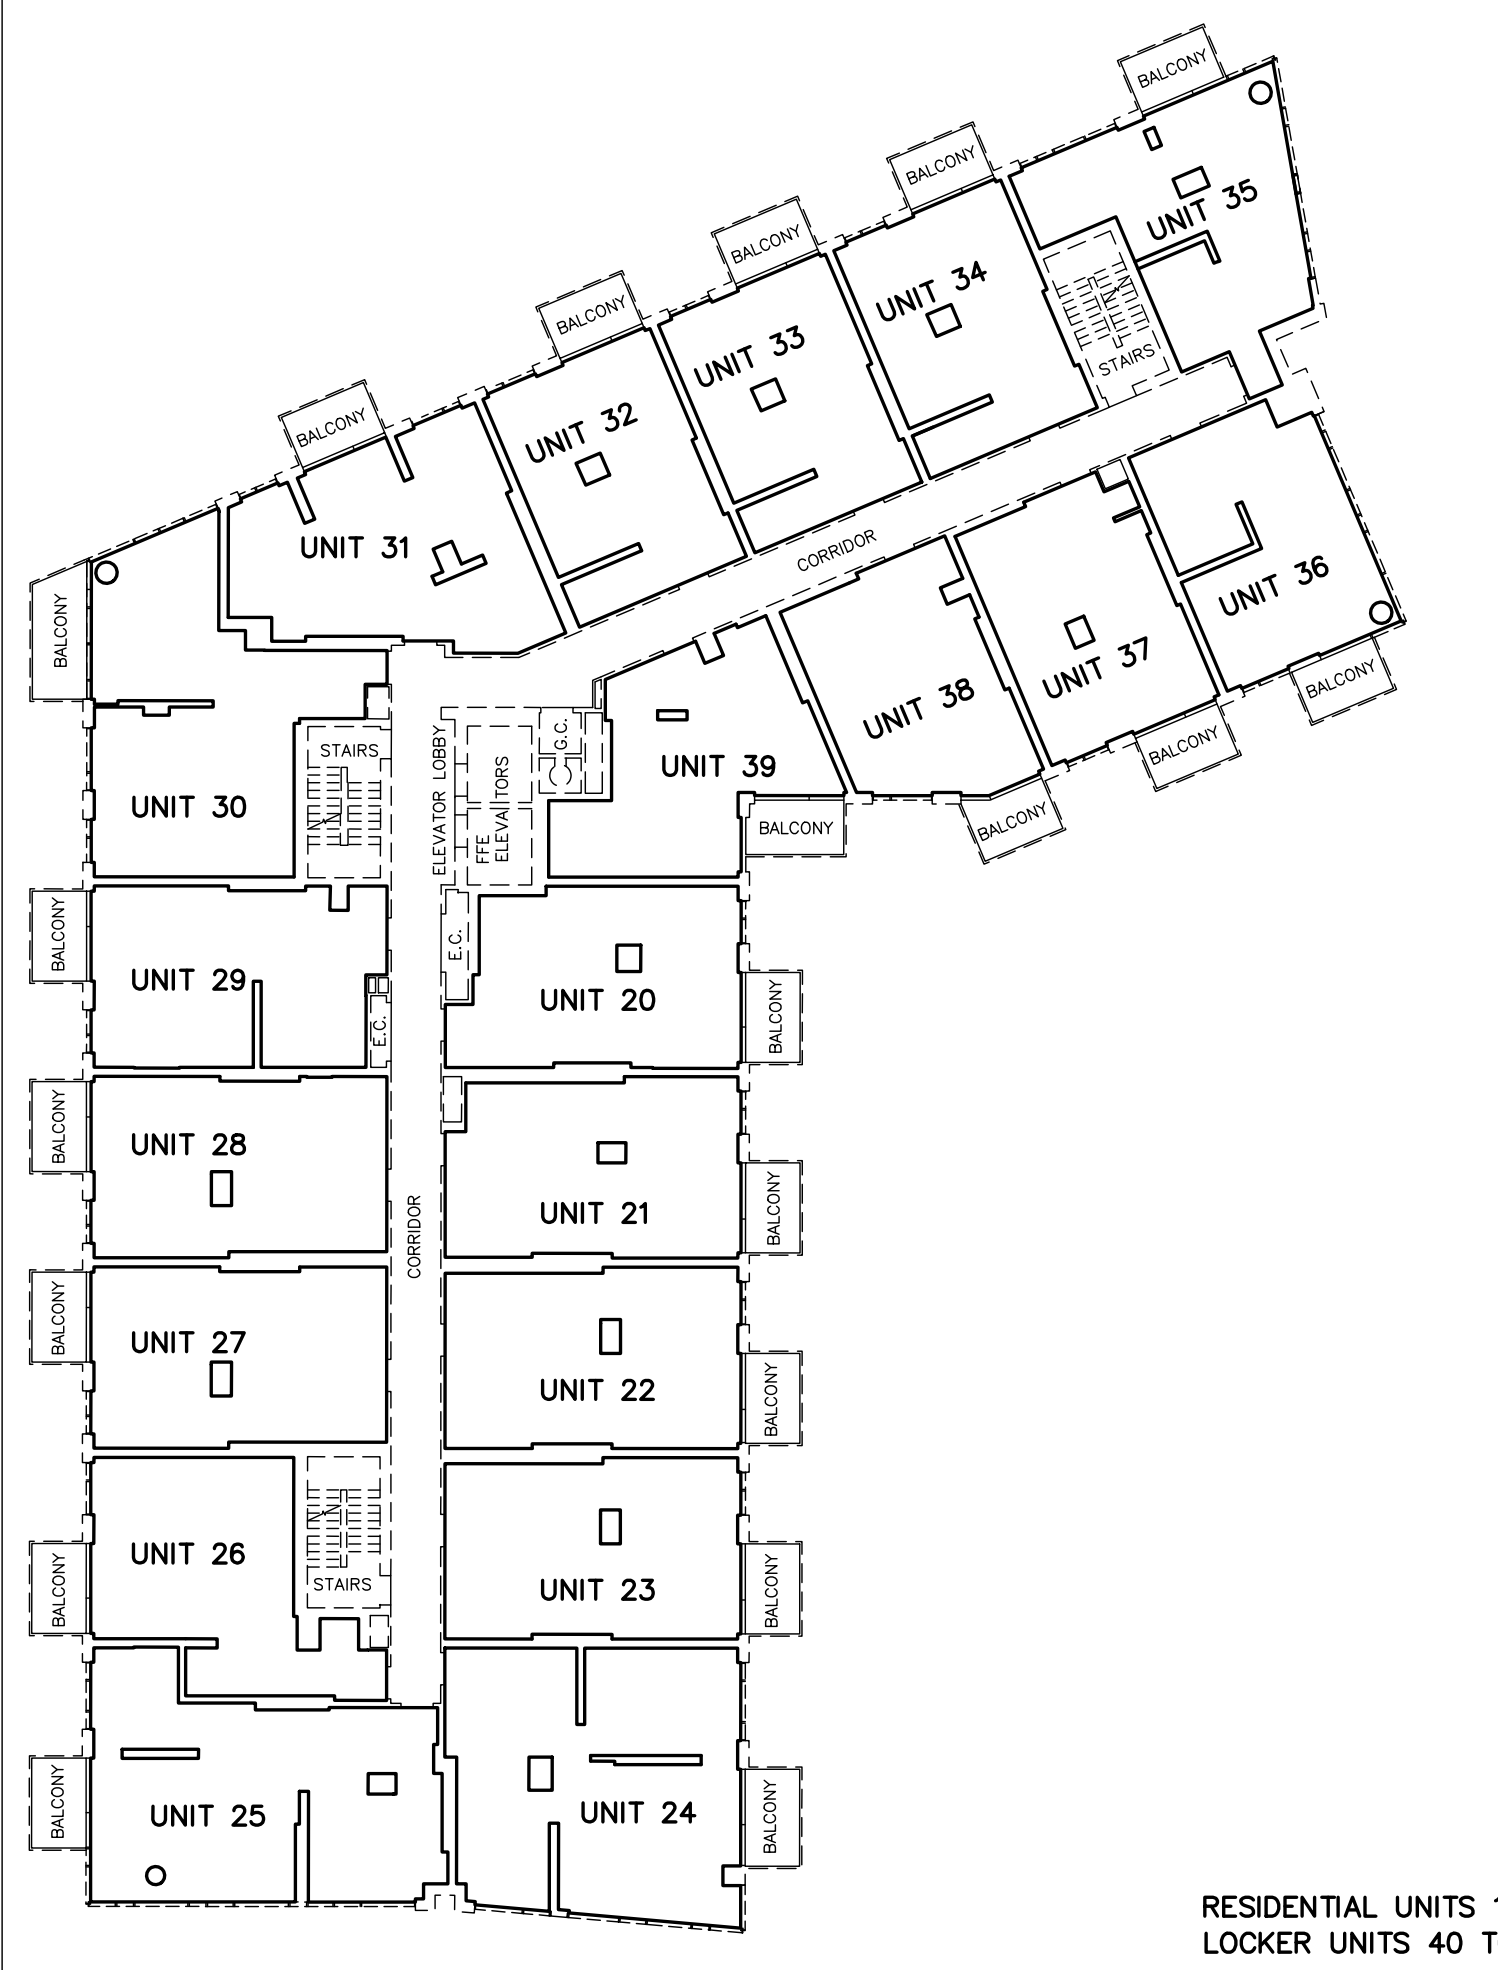 BALCONY
BALCONY
BALCONY
BALCONY
BALCONY
BALCONY
UNIT 35
UNIT 34
UNIT 33
UNIT 32
UNIT 31
STAIRS
CORRIDOR
UNIT 36
UNIT 37
UNIT 38
UNIT 39
BALCONY
BALCONY
BALCONY
BALCONY
BALCONY
STAIRS
ELEVATOR LOBBY
FFE
ELEVATORS
G.C.
UNIT 30
BALCONY
UNIT 29
E.C.
E.C.
UNIT 20
BALCONY
BALCONY
UNIT 28
CORRIDOR
UNIT 21
BALCONY
BALCONY
UNIT 27
UNIT 22
BALCONY
BALCONY
UNIT 26
STAIRS
UNIT 23
BALCONY
BALCONY
UNIT 25
UNIT 24
BALCONY
RESIDENTIAL UNITS
LOCKER UNITS 40